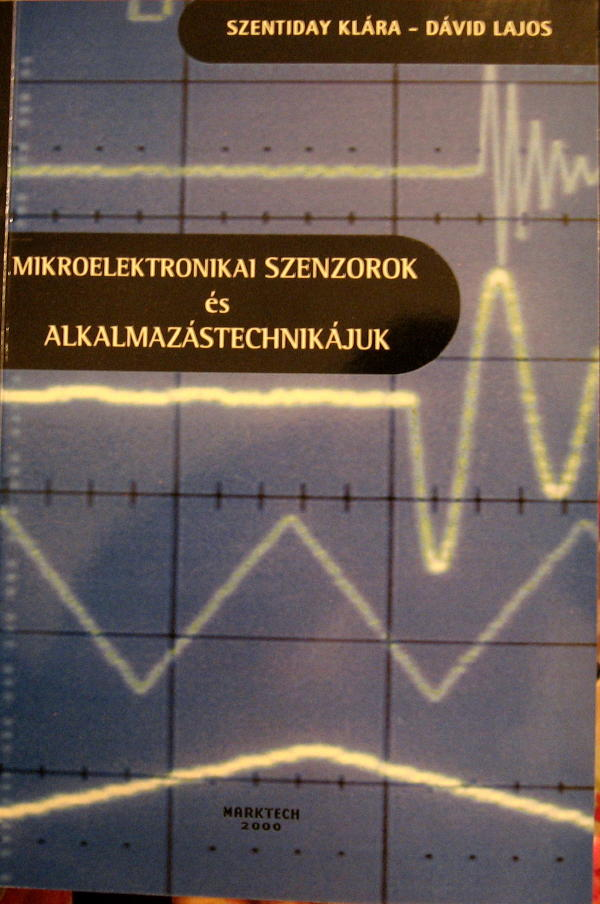 SZENTIDAY KLÁRA – DÁVID LAJOS
MIKROELEKTRONIKAI SZENZOROK
és
ALKALMAZÁSTECHNIKÁJUK
MARKTECH
2000